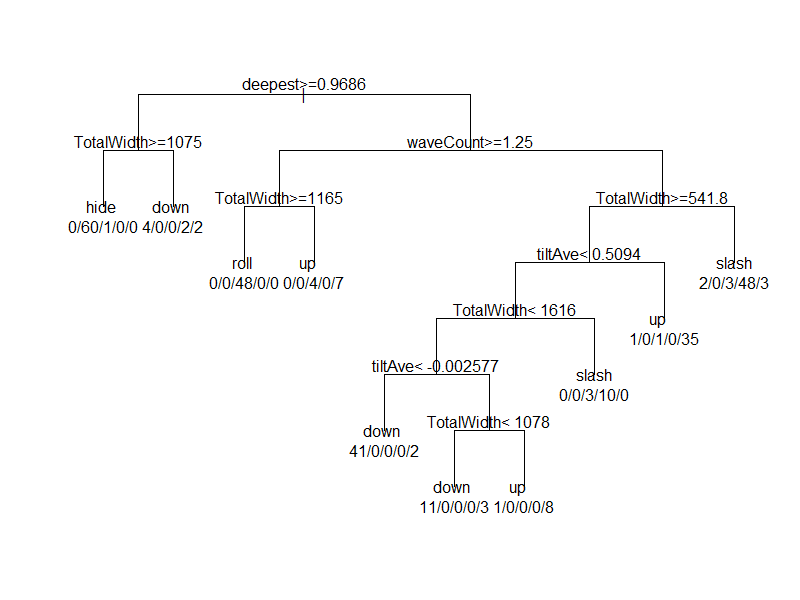 deepest>=0.9686
TotalWidth>=1075
waveCount>=1.25
hide
down
0/60/1/0/0
4/0/0/2/2
TotalWidth>=1165
TotalWidth>=541.8
roll
up
0/0/48/0/0
0/0/4/0/7
tiltAve< 0.5094
slash
2/0/3/48/3
TotalWidth< 1616
up
1/0/1/0/35
tiltAve< -0.002577
slash
0/0/3/10/0
down
41/0/0/0/2
TotalWidth< 1078
down
up
11/0/0/0/3
1/0/0/0/8